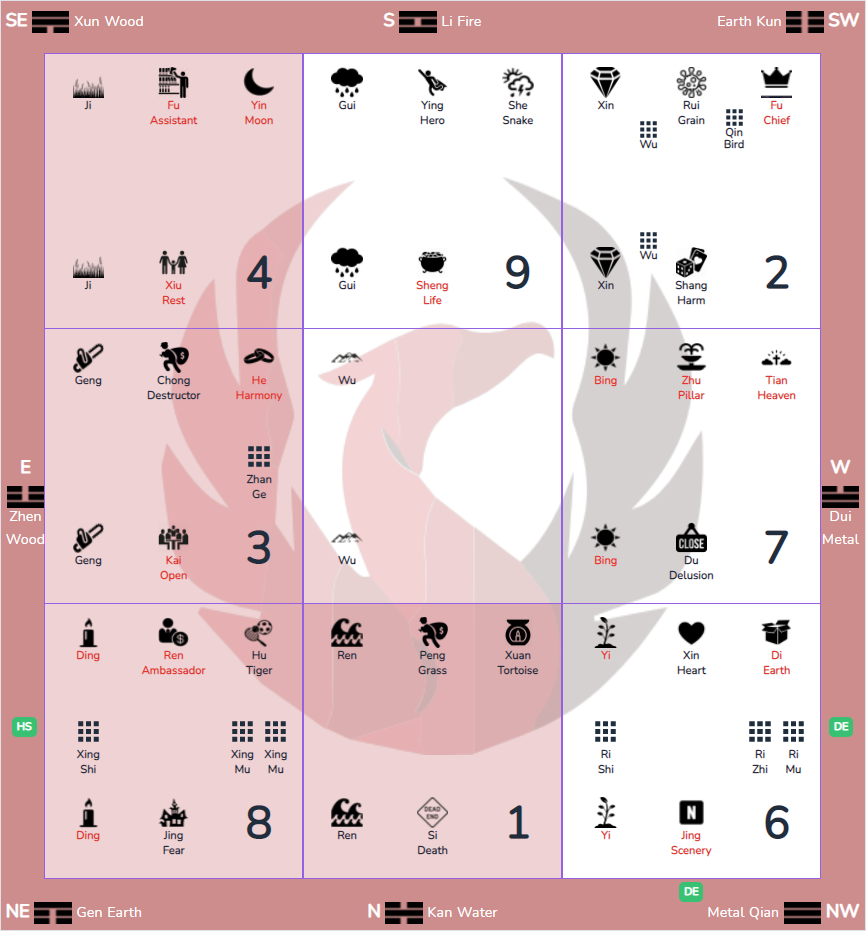 SE Xun Wood S Li Fire Earth Kun SW
Ji Fu Yin Gui Ying She Xin Rui Fu
Assistant Moon Hero Snake Grain Chief
Wu Qin
Bird
Wu
4 9 2
Ji Xiu Gui Sheng Xin Shang
Rest Life Harm
Geng Chong He Wu Bing Zhu Tian
Destructor Harmony Pillar Heaven
E W
Zhan
Ge
Zhen Dui
Wood Metal
CLOSE
3 7
Geng Kai Wu Bing Du
Open Delusion
A
Ding Ren Hu Ren Peng Xuan Yi Xin Di
Ambassador Tiger Grass Tortoise Heart Earth
HS DE
Xing Xing Xing Ri Ri Ri
Shi Mu Mu Shi Zhi Mu
DEAD END N
8 1 6
Ding Jing Ren Si Yi Jing
Fear Death Scenery
DE
NE Gen Earth N Kan Water Metal Qian NW